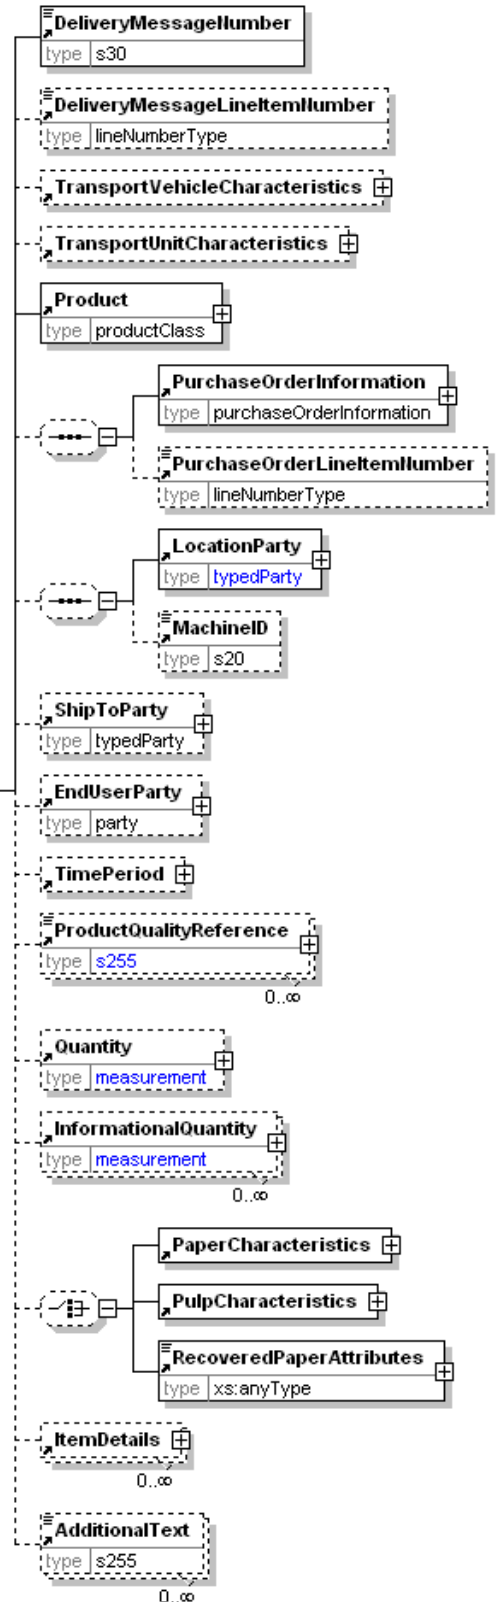 DeliveryMessageNumber
type s30
DeliveryMessageLineItemNumber
type lineNumberType
TransportVehicleCharacteristics
TransportUnitCharacteristics
Product
type productClass
PurchaseOrderInformation
type purchaseOrderInformation
PurchaseOrderLineItemNumber
type lineNumberType
LocationParty
type typedParty
MachineID
type s20
ShipToParty
type typedParty
EndUserParty
type party
TimePeriod
ProductQualityReference
type s255
0..∞
Quantity
type measurement
InformationalQuantity
type measurement
0..∞
PaperCharacteristics
PulpCharacteristics
RecoveredPaperAttributes
type xs:anyType
ItemDetails
0..∞
AdditionalText
type s255
0..∞